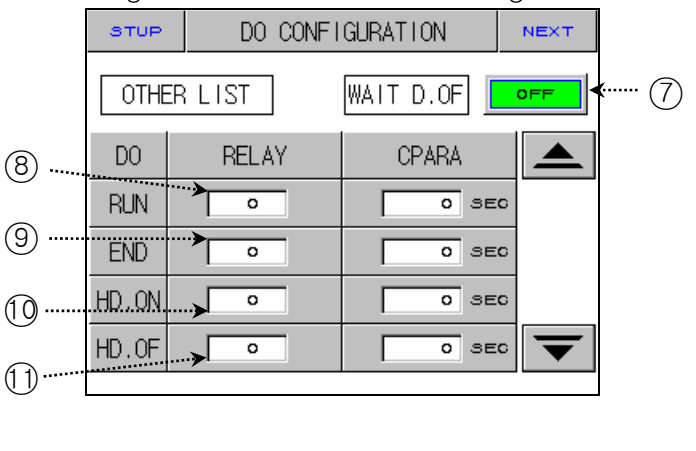 STUP DO CONFIGURATION NEXT
OTHER LIST WAIT D.OF OFF ⑦
DO RELAY CPARA
⑧
RUN 0 0 SEC
⑨
END 0 0 SEC
⑩ HD.ON 0 0 SEC
HD.OF 0 0 SEC
⑪